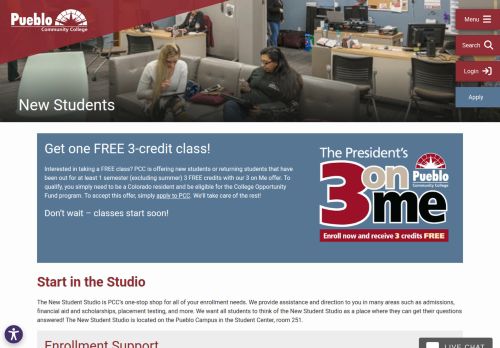 Pueblo
Community College
Menu
Search
Login
Apply
New Students
Get one FREE 3-credit class!
Interested in taking a FREE class? PCC is offering new students or returning students that have
been out for at least 1 semester (excluding summer) 3 FREE credits with our 3 on Me offer. To
qualify, you simply need to be a Colorado resident and be eligible for the College Opportunity
Fund program. To accept this offer, simply apply to PCC. We'll take care of the rest!
Don't wait – classes start soon!
The President's
3 on me
Pueblo
Community College
Enroll now and receive 3 credits FREE
Start in the Studio
The New Student Studio is PCC's one-stop shop for all of your enrollment needs. We provide assistance and direction to you in many areas such as admissions,
financial aid and scholarships, placement testing, and more. We want all students to think of the New Student Studio as a place where they can get their questions
answered! The New Student Studio is located on the Pueblo Campus in the Student Center, room 251.
Enrollment Support
LIVE CHAT